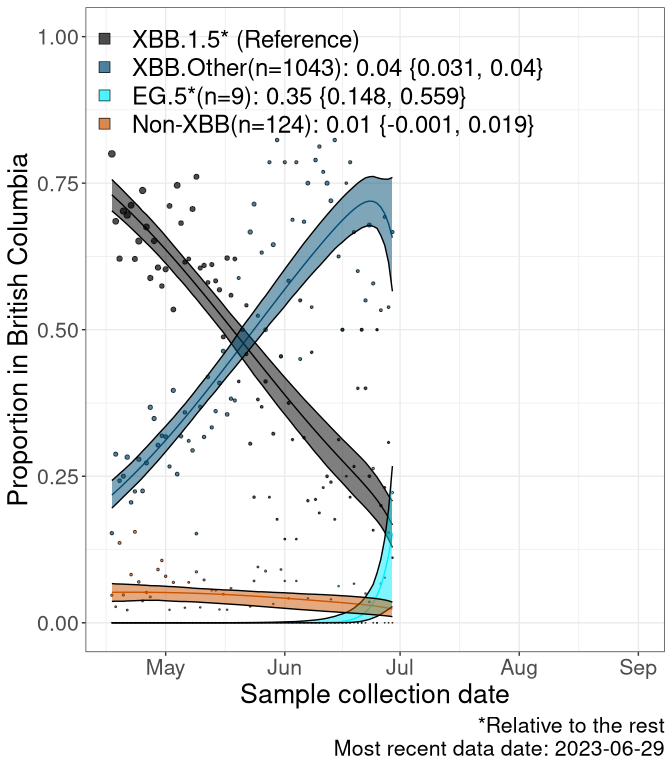 1.00
0.75
0.50
0.25
0.00
Proportion in British Columbia
XBB.1.5* (Reference)
XBB.Other(n=1043): 0.04 {0.031, 0.04}
EG.5*(n=9): 0.35 {0.148, 0.559}
Non-XBB(n=124): 0.01 {-0.001, 0.019}
May Jun Jul Aug Sep
Sample collection date
*Relative to the rest
Most recent data date: 2023-06-29